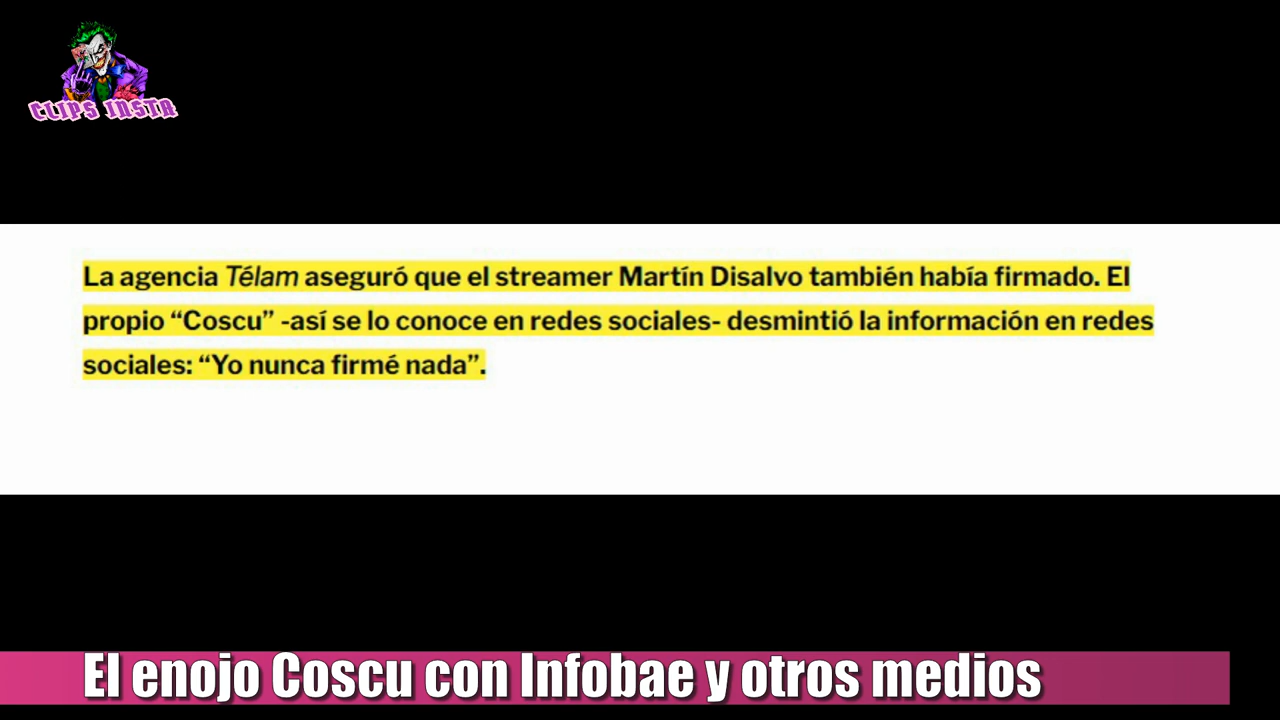 CLIPS INSTA
La agencia Télam aseguró que el streamer Martín Disalvo también había firmado. El
propio “Coscu” -así se lo conoce en redes sociales- desmintió la información en redes
sociales: “Yo nunca firmé nada”.
El enojo Coscu con Infobae y otros medios